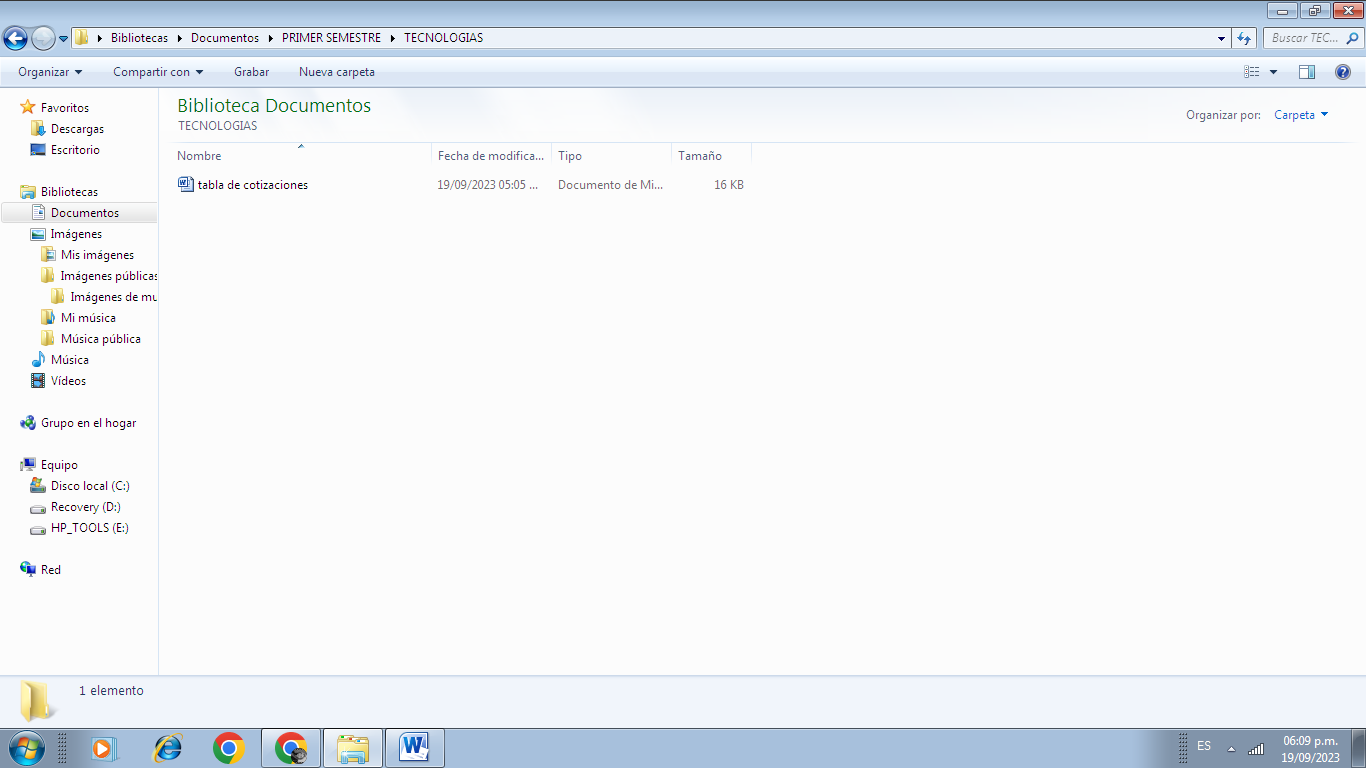 Bibliotecas Documentos PRIMER SEMESTRE TECNOLOGIAS Buscar TEC...
Organizar Compartir con Grabar Nueva carpeta
Favoritos
Descargas
Escritorio
Bibliotecas
Documentos
Imágenes
Mis imágenes
Imágenes públicas
Imágenes de mu
Mi música
Música pública
Música
Vídeos
Grupo en el hogar
Equipo
Disco local (C:)
Recovery (D:)
HP_TOOLS (E:)
Red
Biblioteca Documentos
TECNOLOGIAS
Organizar por: Carpeta
Nombre Fecha de modifica... Tipo Tamaño
tabla de cotizaciones 19/09/2023 05:05 ... Documento de Mi... 16 KB
1 elemento
ES 06:09 p.m.
19/09/2023